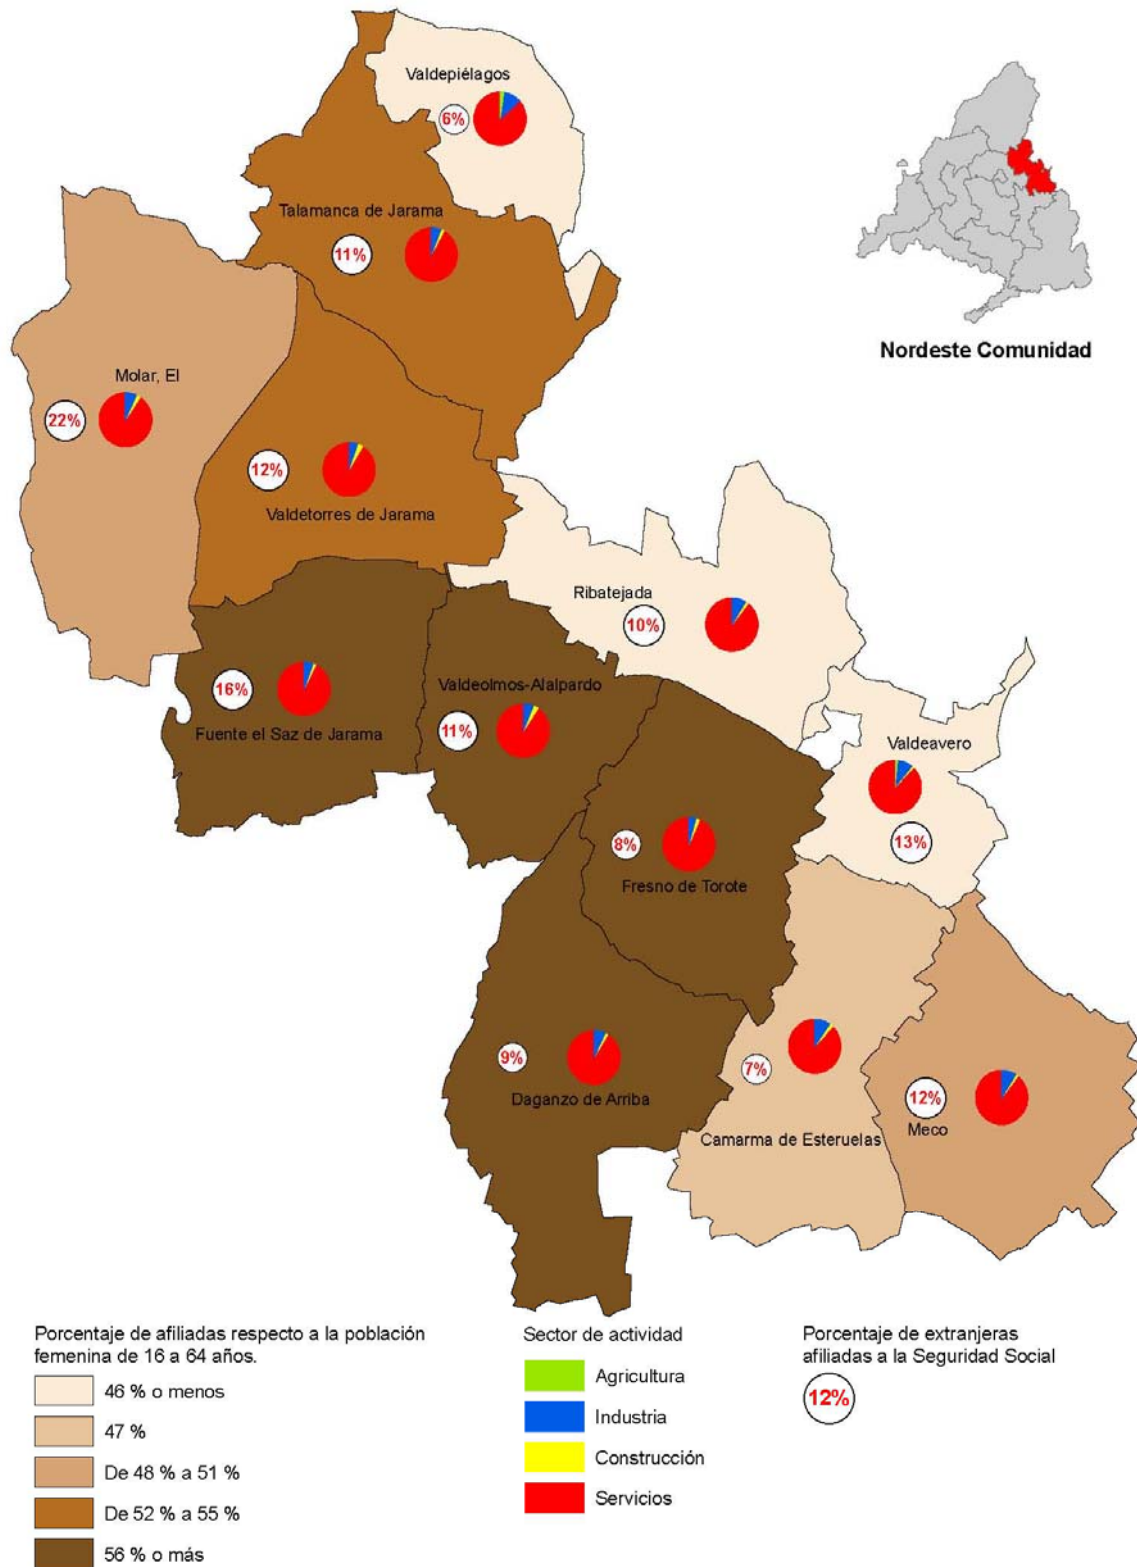 Valdepiélagos
6%
Talamanca de Jarama
11%
Nordeste Comunidad
Molar, El
22%
12%
Valdetorres de Jarama
Ribatejada
10%
16%
Valdeolmos-Alalpardo
11%
Fuente el Saz de Jarama
Valdeavero
13%
8%
Fresno de Torote
9%
Daganzo de Arriba
7%
Camarma de Esteruelas
12%
Meco
Porcentaje de afiliadas respecto a la población
femenina de 16 a 64 años.
46 % o menos
47 %
De 48 % a 51 %
De 52 % a 55 %
56 % o más
Sector de actividad
Agricultura
Industria
Construcción
Servicios
Porcentaje de extranjeras
afiliadas a la Seguridad Social
12%